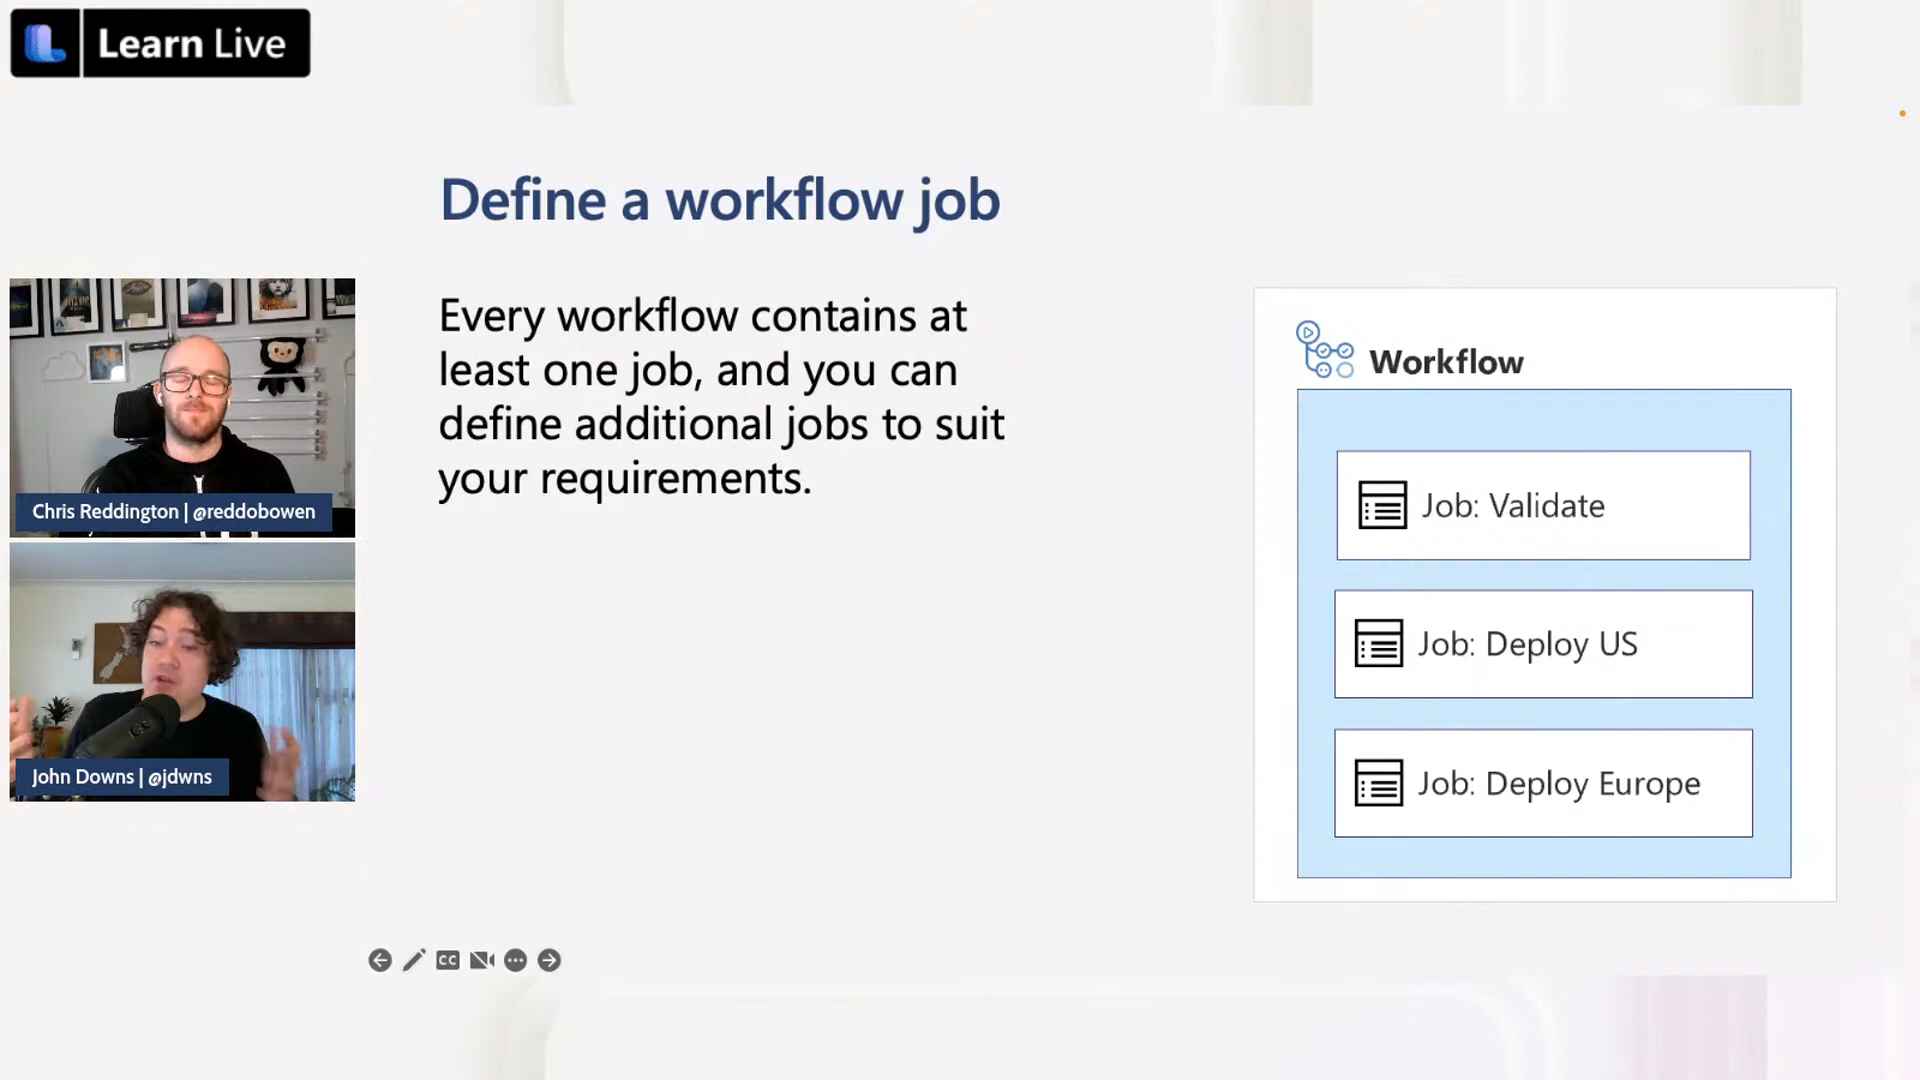 Learn Live
Define a workflow job
Every workflow contains at
least one job, and you can
define additional jobs to suit
your requirements.
Workflow
Job: Validate
Job: Deploy US
Job: Deploy Europe
Chris Reddington | @reddobowen
John Downs | @jdwns
CC